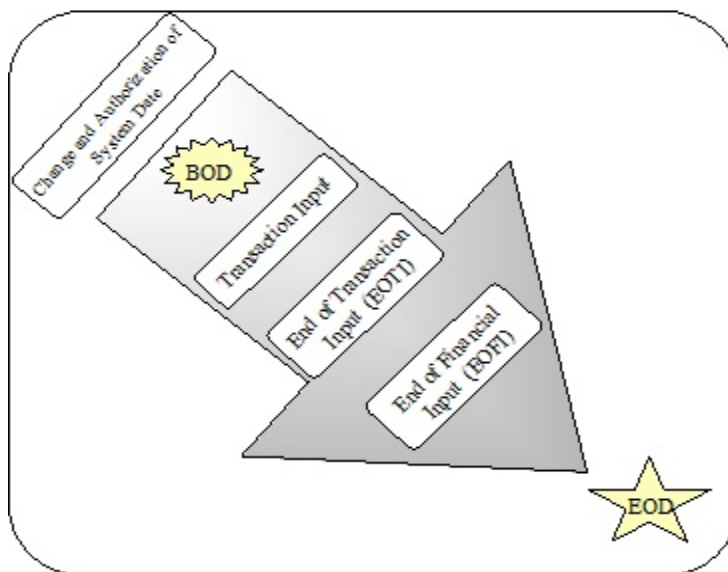 Change and Authorization of
System Date
BOD
Transaction Input
End of Transaction
Input (EOTI)
End of Financial
Input (EOFI)
EOD